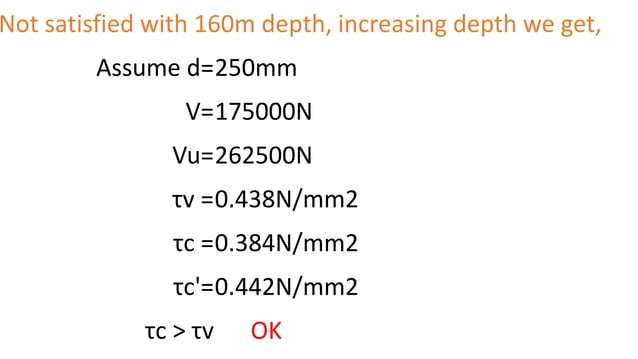 Not satisfied with 160m depth, increasing depth we get,
Assume d=250mm
V=175000N
Vu=262500N
τv =0.438N/mm2
τc =0.384N/mm2
τc'=0.442N/mm2
τc > τv OK